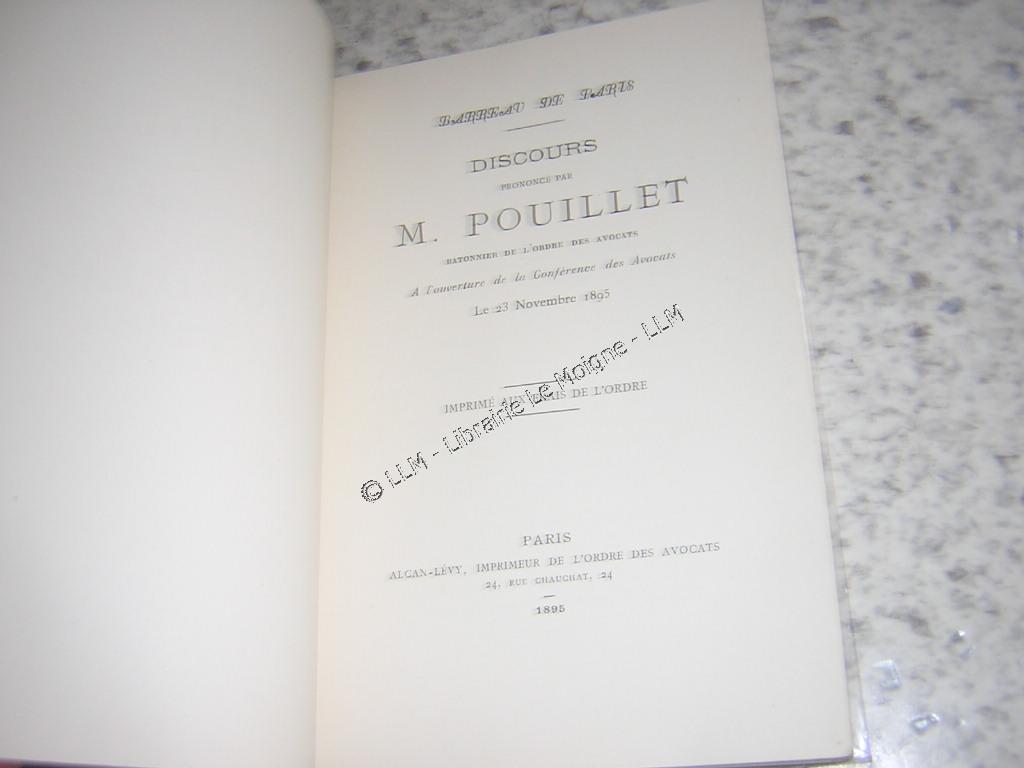 BARREAU DE PARIS
DISCOURS
PRONONCÉ PAR
M. POUILLET
BATONNIER DE L'ORDRE DES AVOCATS
A l'ouverture de la Conférence des Avocats
Le 23 Novembre 1895
IMPRIMÉ AUX FRAIS DE L'ORDRE
© LLM - Librairie Le Moigne - LLM
PARIS
ALCAN-LÉVY, IMPRIMEUR DE L'ORDRE DES AVOCATS
24, RUE CHAUCHAT, 24
1895